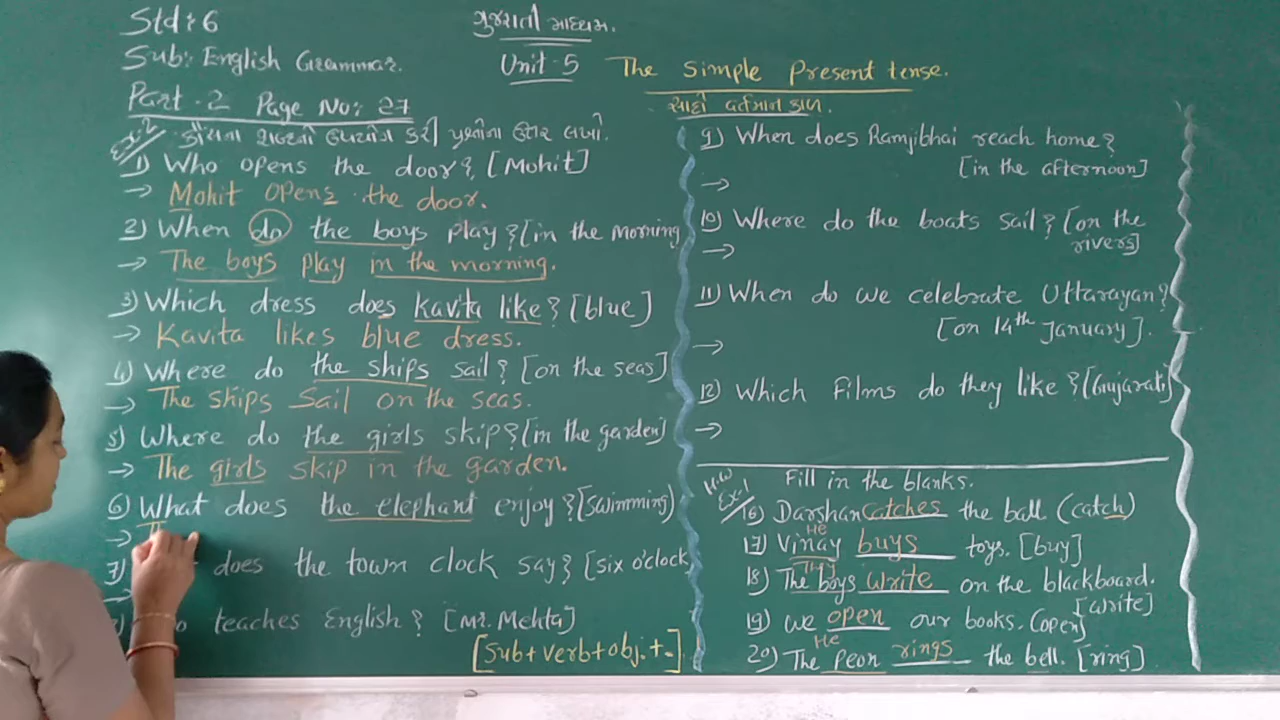 Std: 6
ગુજરાતી માધ્યમ.
Sub: English Grammar.
Unit-5
The Simple Present tense.
સાદો વર્તમાન કાળ.
Part-2 Page No: 27
Ex-2 કૌંસના શબ્દનો ઉપયોગ કરી પ્રશ્નોના ઉત્તર લખો.
1) Who opens the door? [Mohit]
→ Mohit opens the door.
2) When do the boys play? [in the morning
→ The boys play in the morning.
3) Which dress does kavita like? [blue]
→ Kavita likes blue dress.
4) Where do the ships sail? [on the seas]
→ The ships Sail on the seas.
5) Where do the girls skip? [in the garden]
→ The girls skip in the garden.
6) What does the elephant enjoy? [swimming]
→
7) does the town clock say? [six o'clock
→
teaches English? [Mr. Mehta]
[Sub + verb + obj. + .]
9) When does Ramjibhai reach home?
[in the afternoon]
→
10) Where do the boats sail? [on the
rivers]
→
11) When do we celebrate Uttarayan?
[on 14th January].
→
12) Which Films do they like? [Gujarati]
→
H.W Ex-1 Fill in the blanks.
16) Darshan catches the ball (catch)
He
17) Vinay buys toys. [buy]
They
18) The boys write on the blackboard.
[write]
19) we open our books. (open]
He
20) The peon rings the bell. [ring]